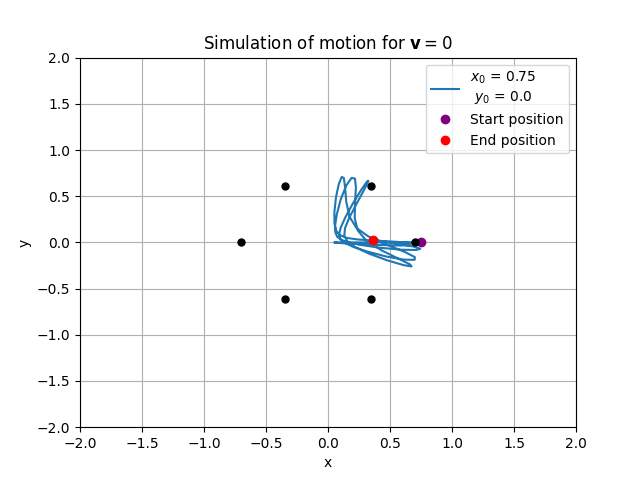 Simulation of motion for v = 0
x₀ = 0.75
y₀ = 0.0
Start position
End position
2.0
1.5
1.0
0.5
0.0
−0.5
−1.0
−1.5
−2.0
y
−2.0 −1.5 −1.0 −0.5 0.0 0.5 1.0 1.5 2.0
x